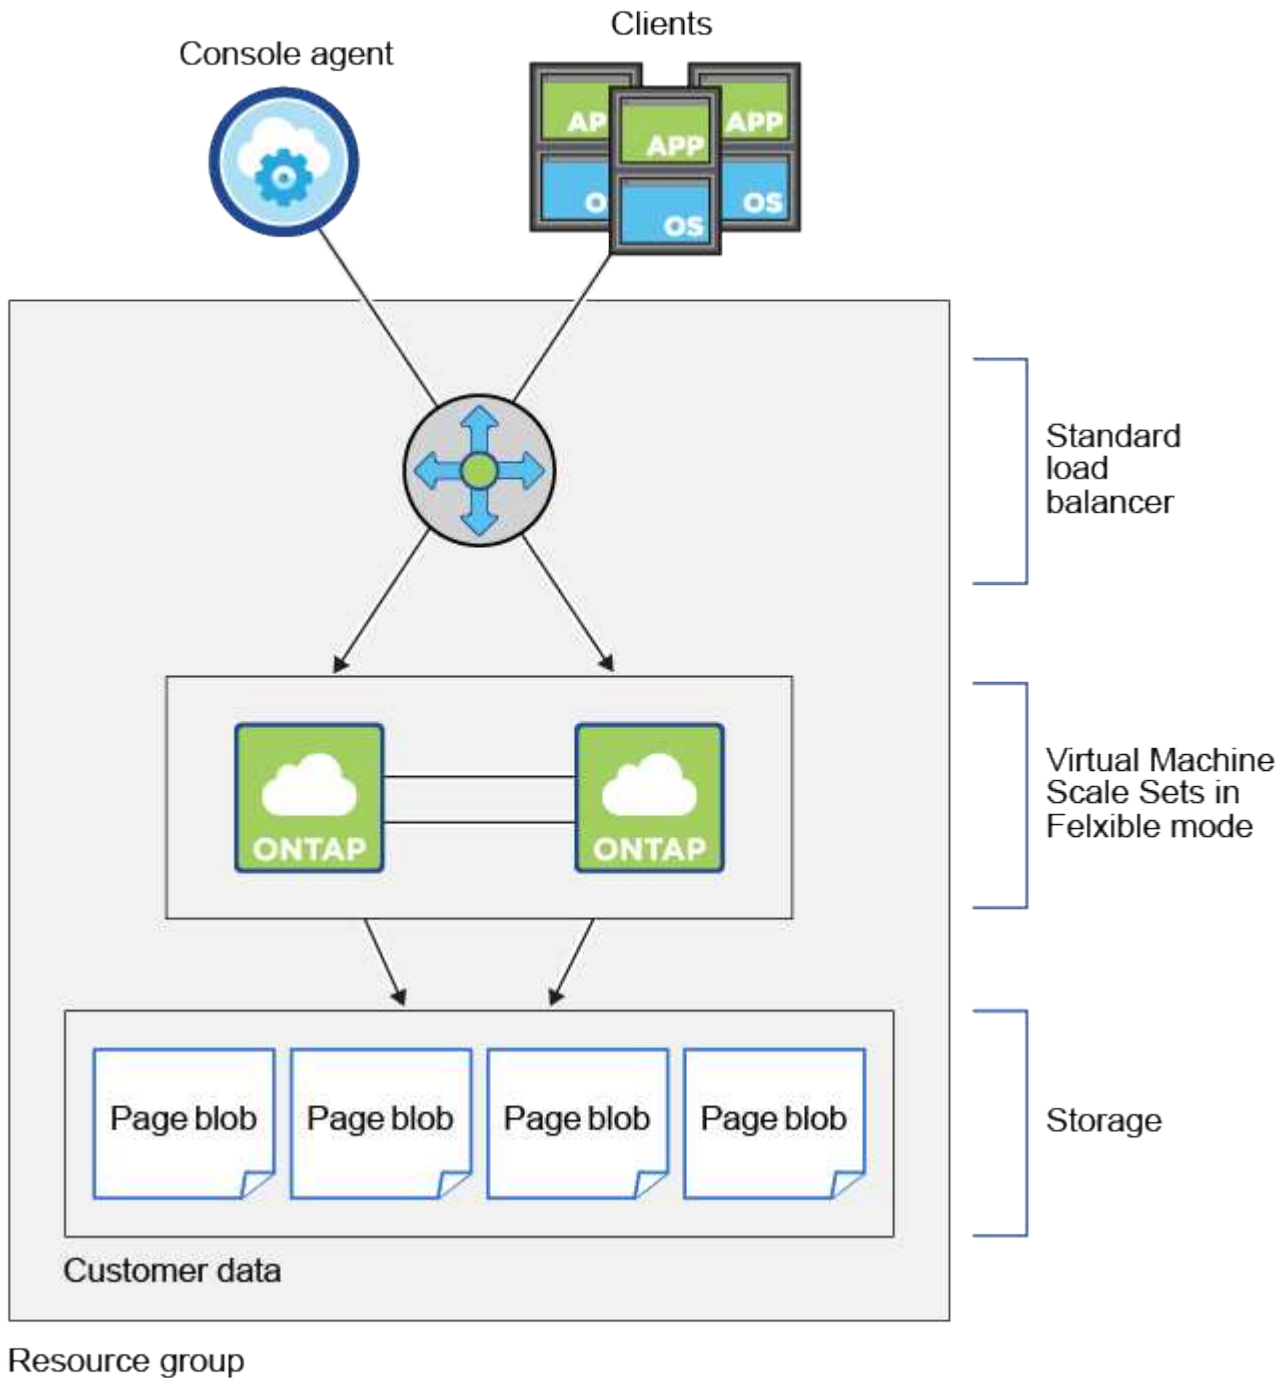 Clients
Console agent
AP
APP
APP
O
OS
OS
Standard
load
balancer
Virtual Machine
Scale Sets in
Felxible mode
ONTAP
ONTAP
Page blob
Page blob
Page blob
Page blob
Storage
Customer data
Resource group